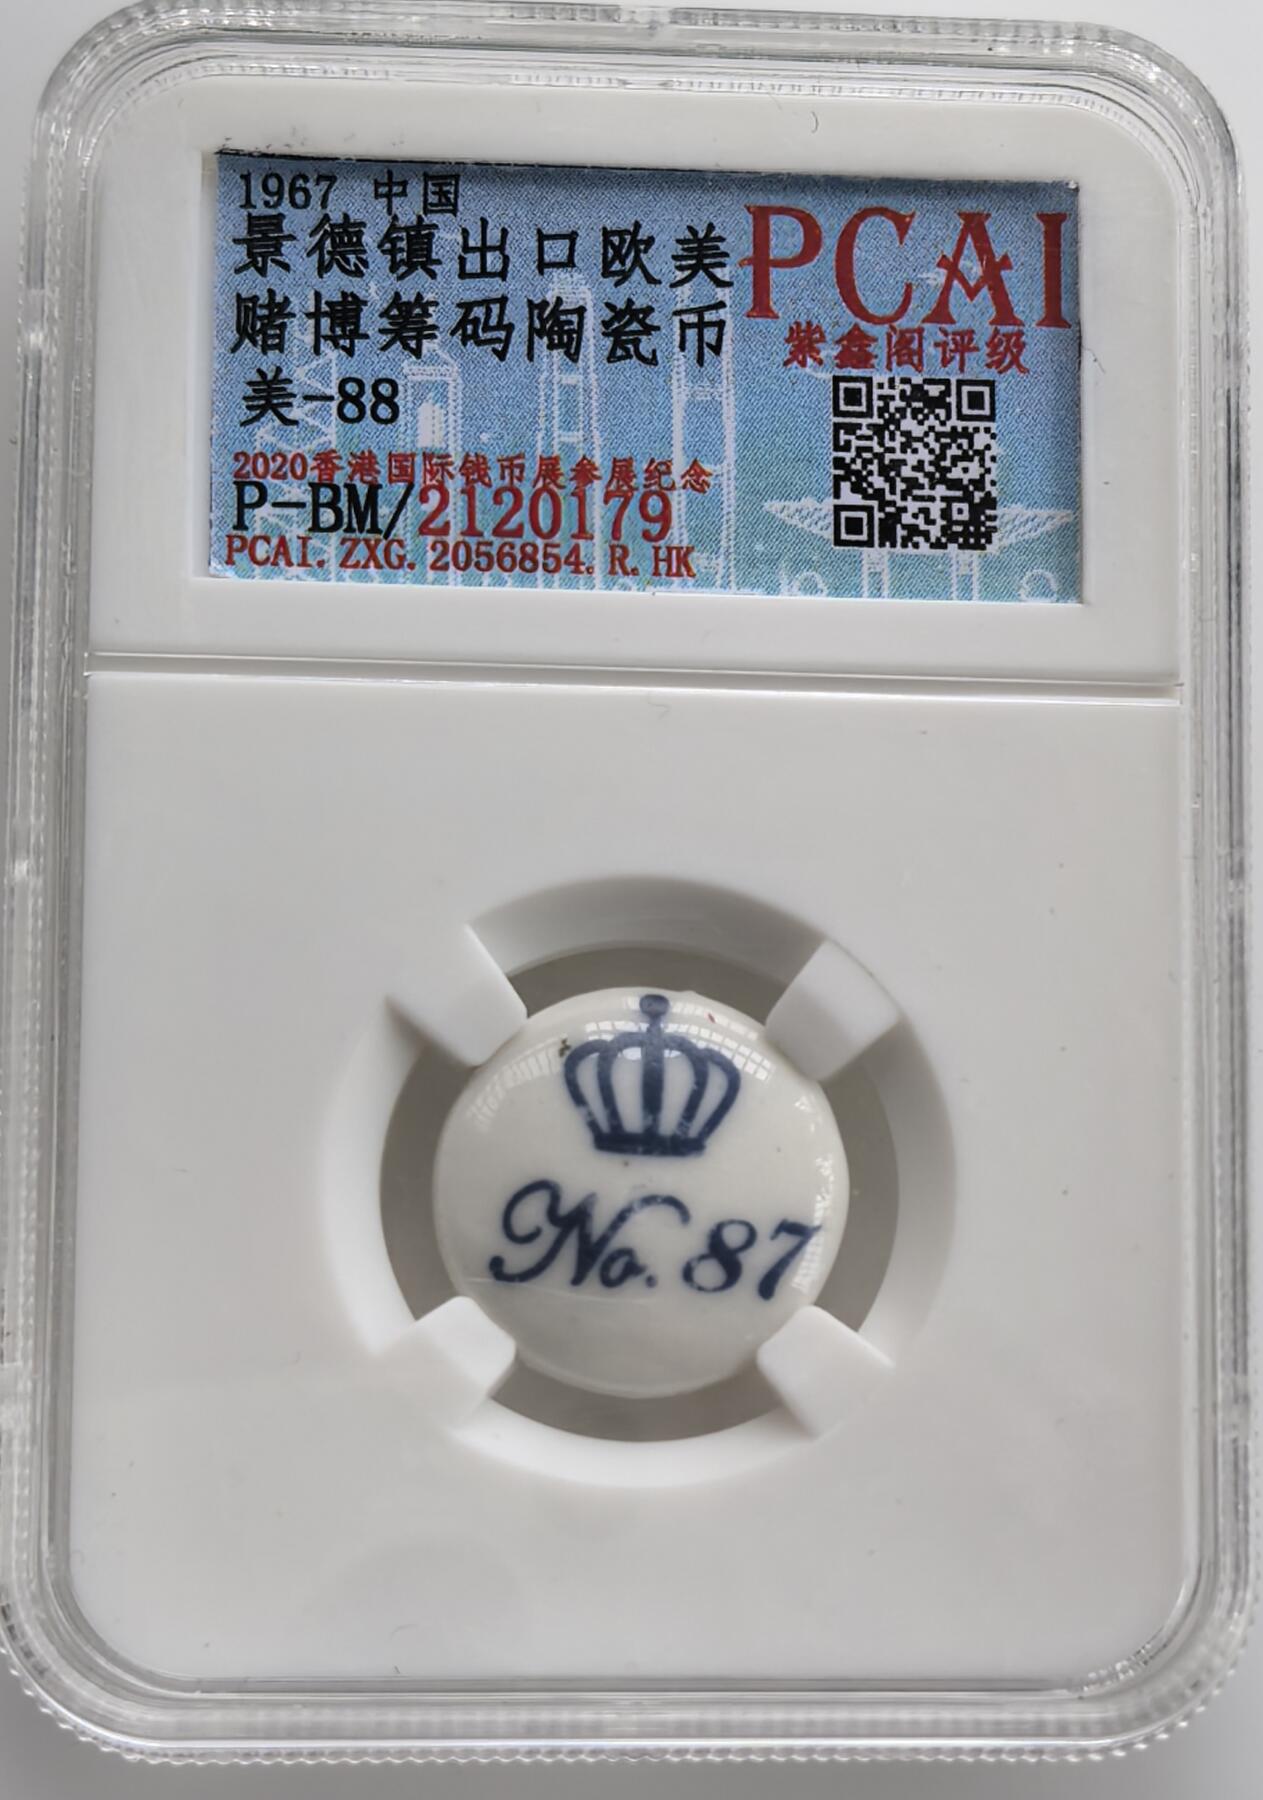 1967 中国
景德镇出口欧美
赌博筹码陶瓷币
美-88
PCAI
紫鑫阁评级
2020香港国际钱币展参展纪念
P-BM/2120179
PCAI. ZXG. 2056854. R. HK
No. 87